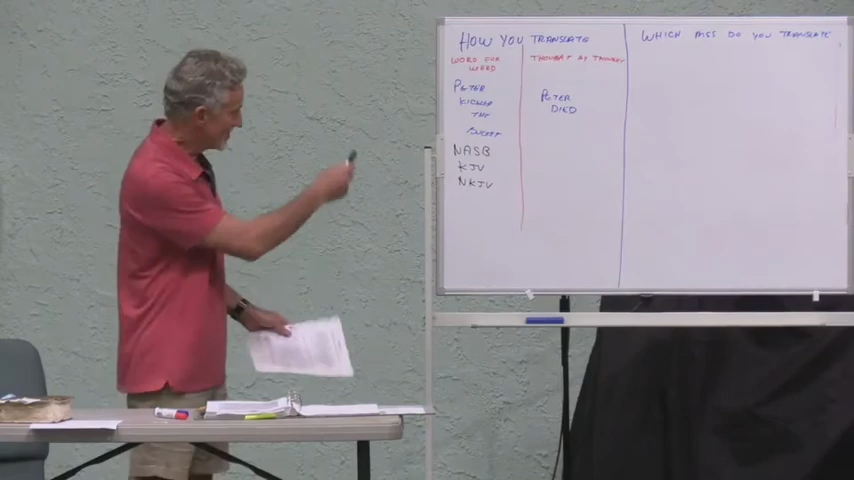 HOW YOU TRANSLATE
WORD FOR
WORD
THOUGHT BY THOUGHT
PETER
KICKED
THE
BUCKET
NASB
KJV
NKJV
PETER
DIED
WHICH MSS DO YOU TRANSLATE